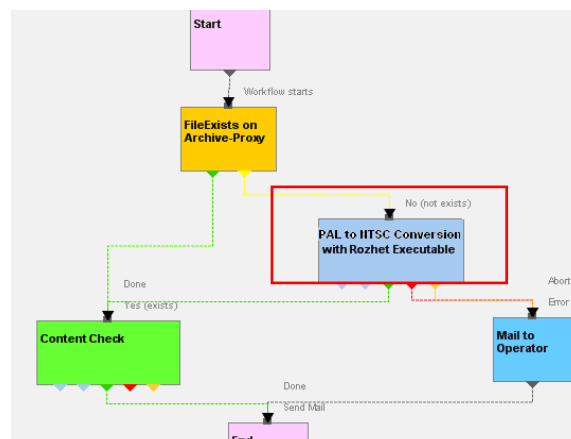 Start
Workflow starts
FileExists on
Archive-Proxy
No (not exists)
PAL to NTSC Conversion
with Rozhet Executable
Done
Yes (exists)
Abort
Error
Content Check
Mail to
Operator
Done
Send Mail
End